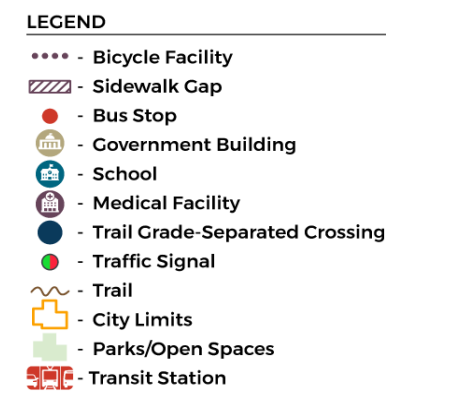 LEGEND
- Bicycle Facility
- Sidewalk Gap
- Bus Stop
- Government Building
- School
- Medical Facility
- Trail Grade-Separated Crossing
- Traffic Signal
- Trail
- City Limits
- Parks/Open Spaces
- Transit Station